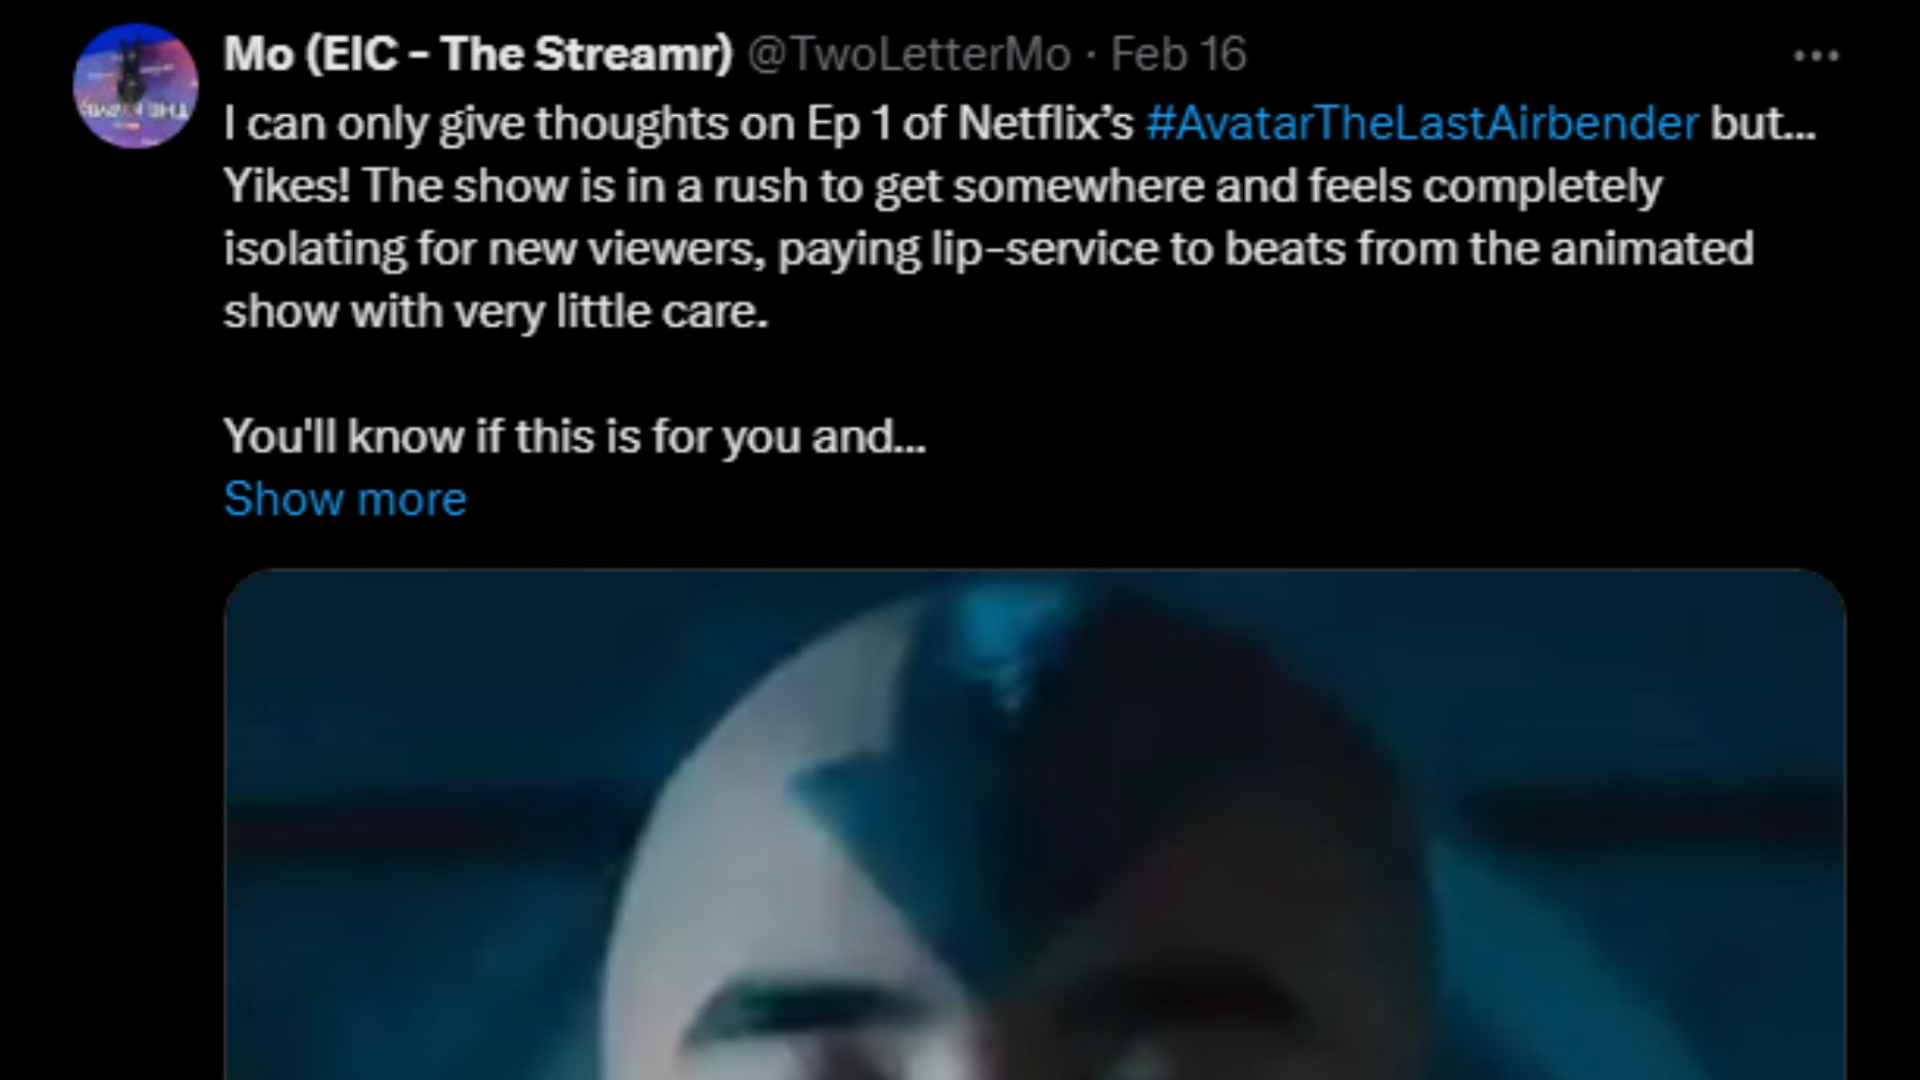 Mo (EIC - The Streamr) @TwoLetterMo · Feb 16
I can only give thoughts on Ep 1 of Netflix’s #AvatarTheLastAirbender but...
Yikes! The show is in a rush to get somewhere and feels completely
isolating for new viewers, paying lip-service to beats from the animated
show with very little care.
You'll know if this is for you and...
Show more